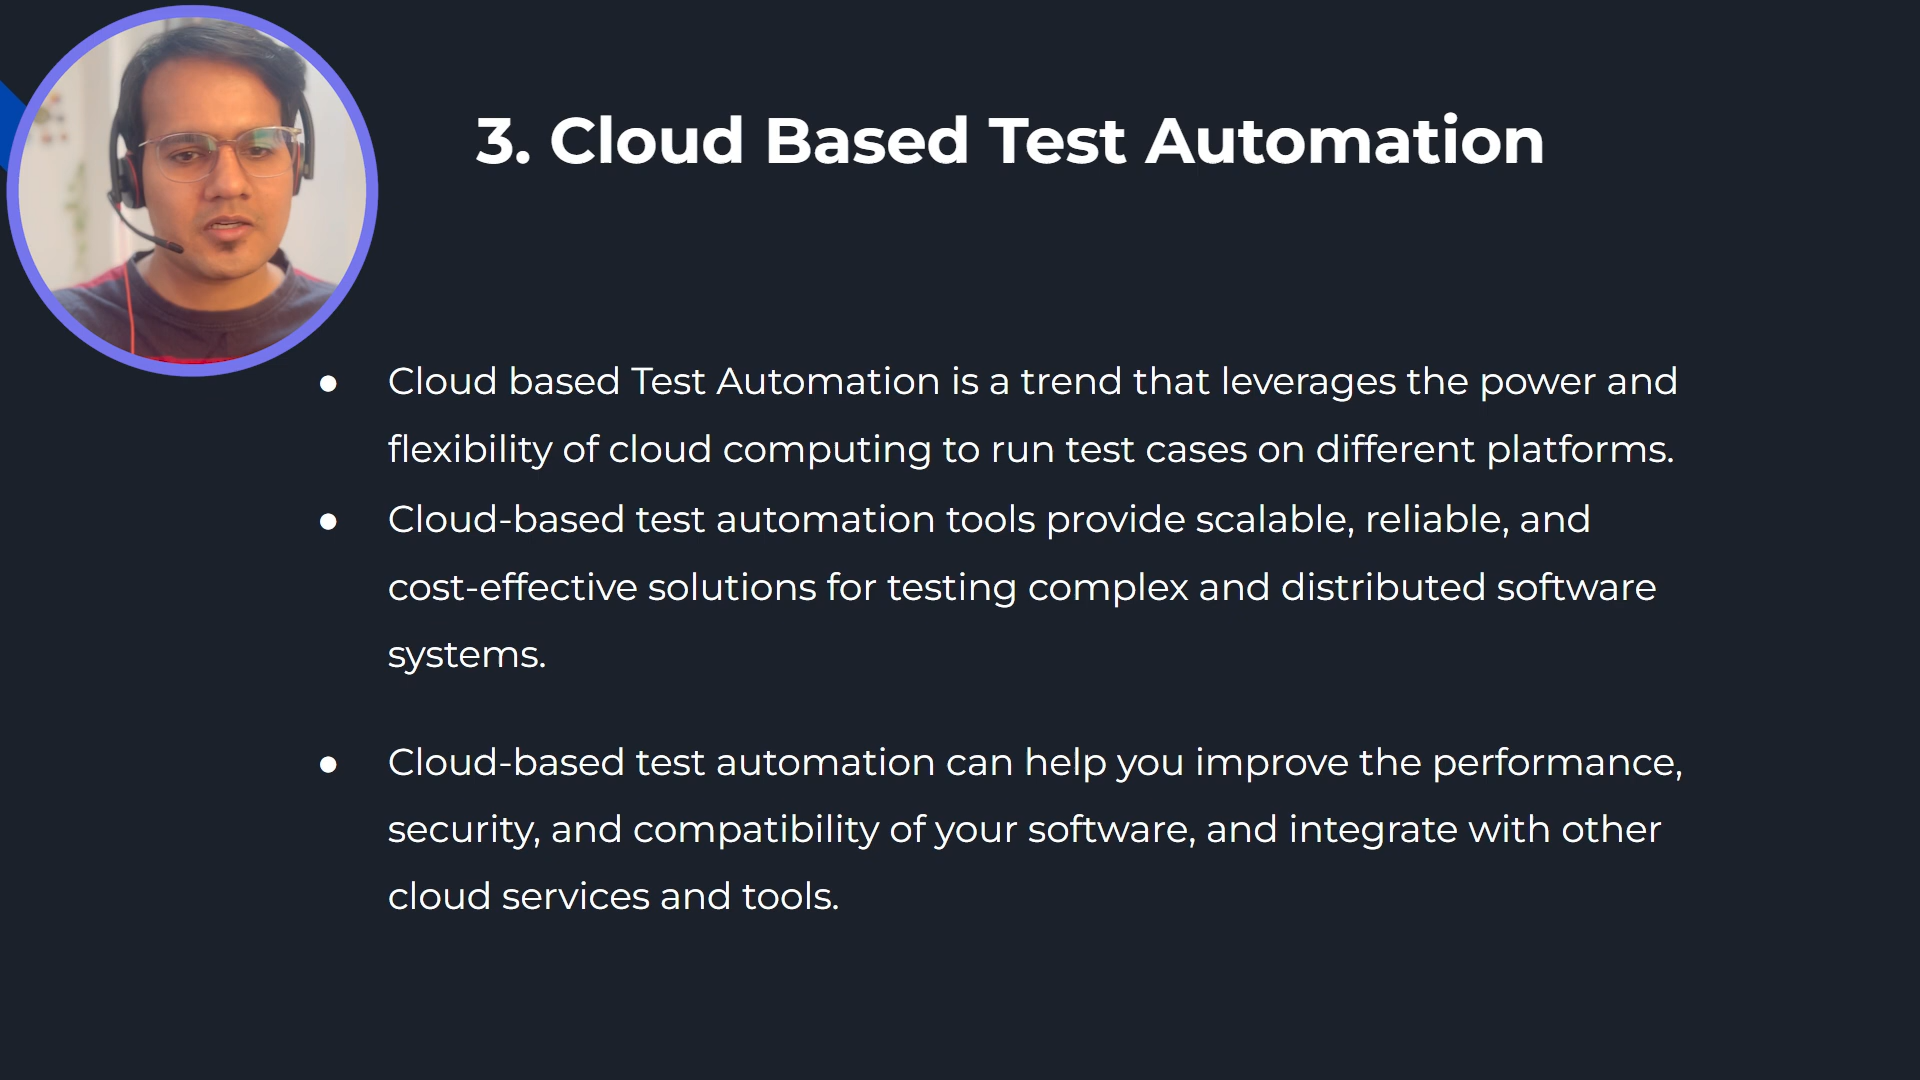 3. Cloud Based Test Automation
● Cloud based Test Automation is a trend that leverages the power and
flexibility of cloud computing to run test cases on different platforms.
● Cloud-based test automation tools provide scalable, reliable, and
cost-effective solutions for testing complex and distributed software
systems.
● Cloud-based test automation can help you improve the performance,
security, and compatibility of your software, and integrate with other
cloud services and tools.